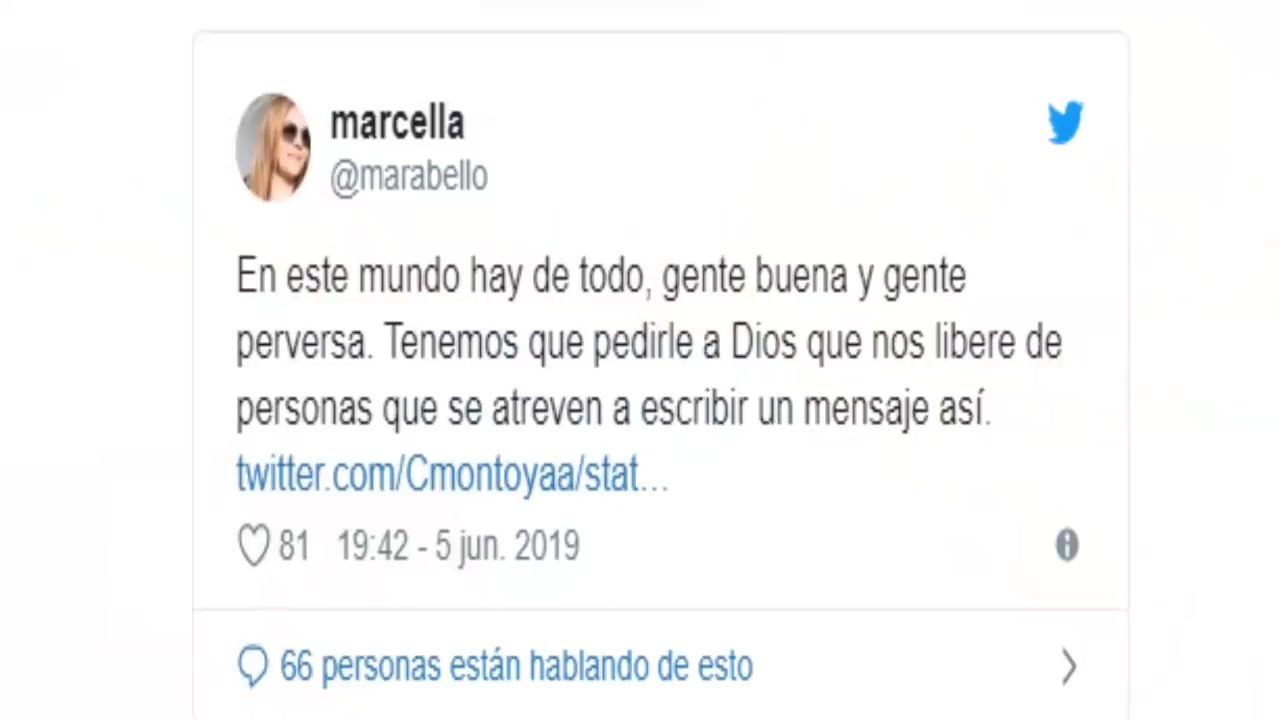 marcella
@marabello
En este mundo hay de todo, gente buena y gente
perversa. Tenemos que pedirle a Dios que nos libere de
personas que se atreven a escribir un mensaje así.
twitter.com/Cmontoyaa/stat...
81 19:42 - 5 jun. 2019
66 personas están hablando de esto